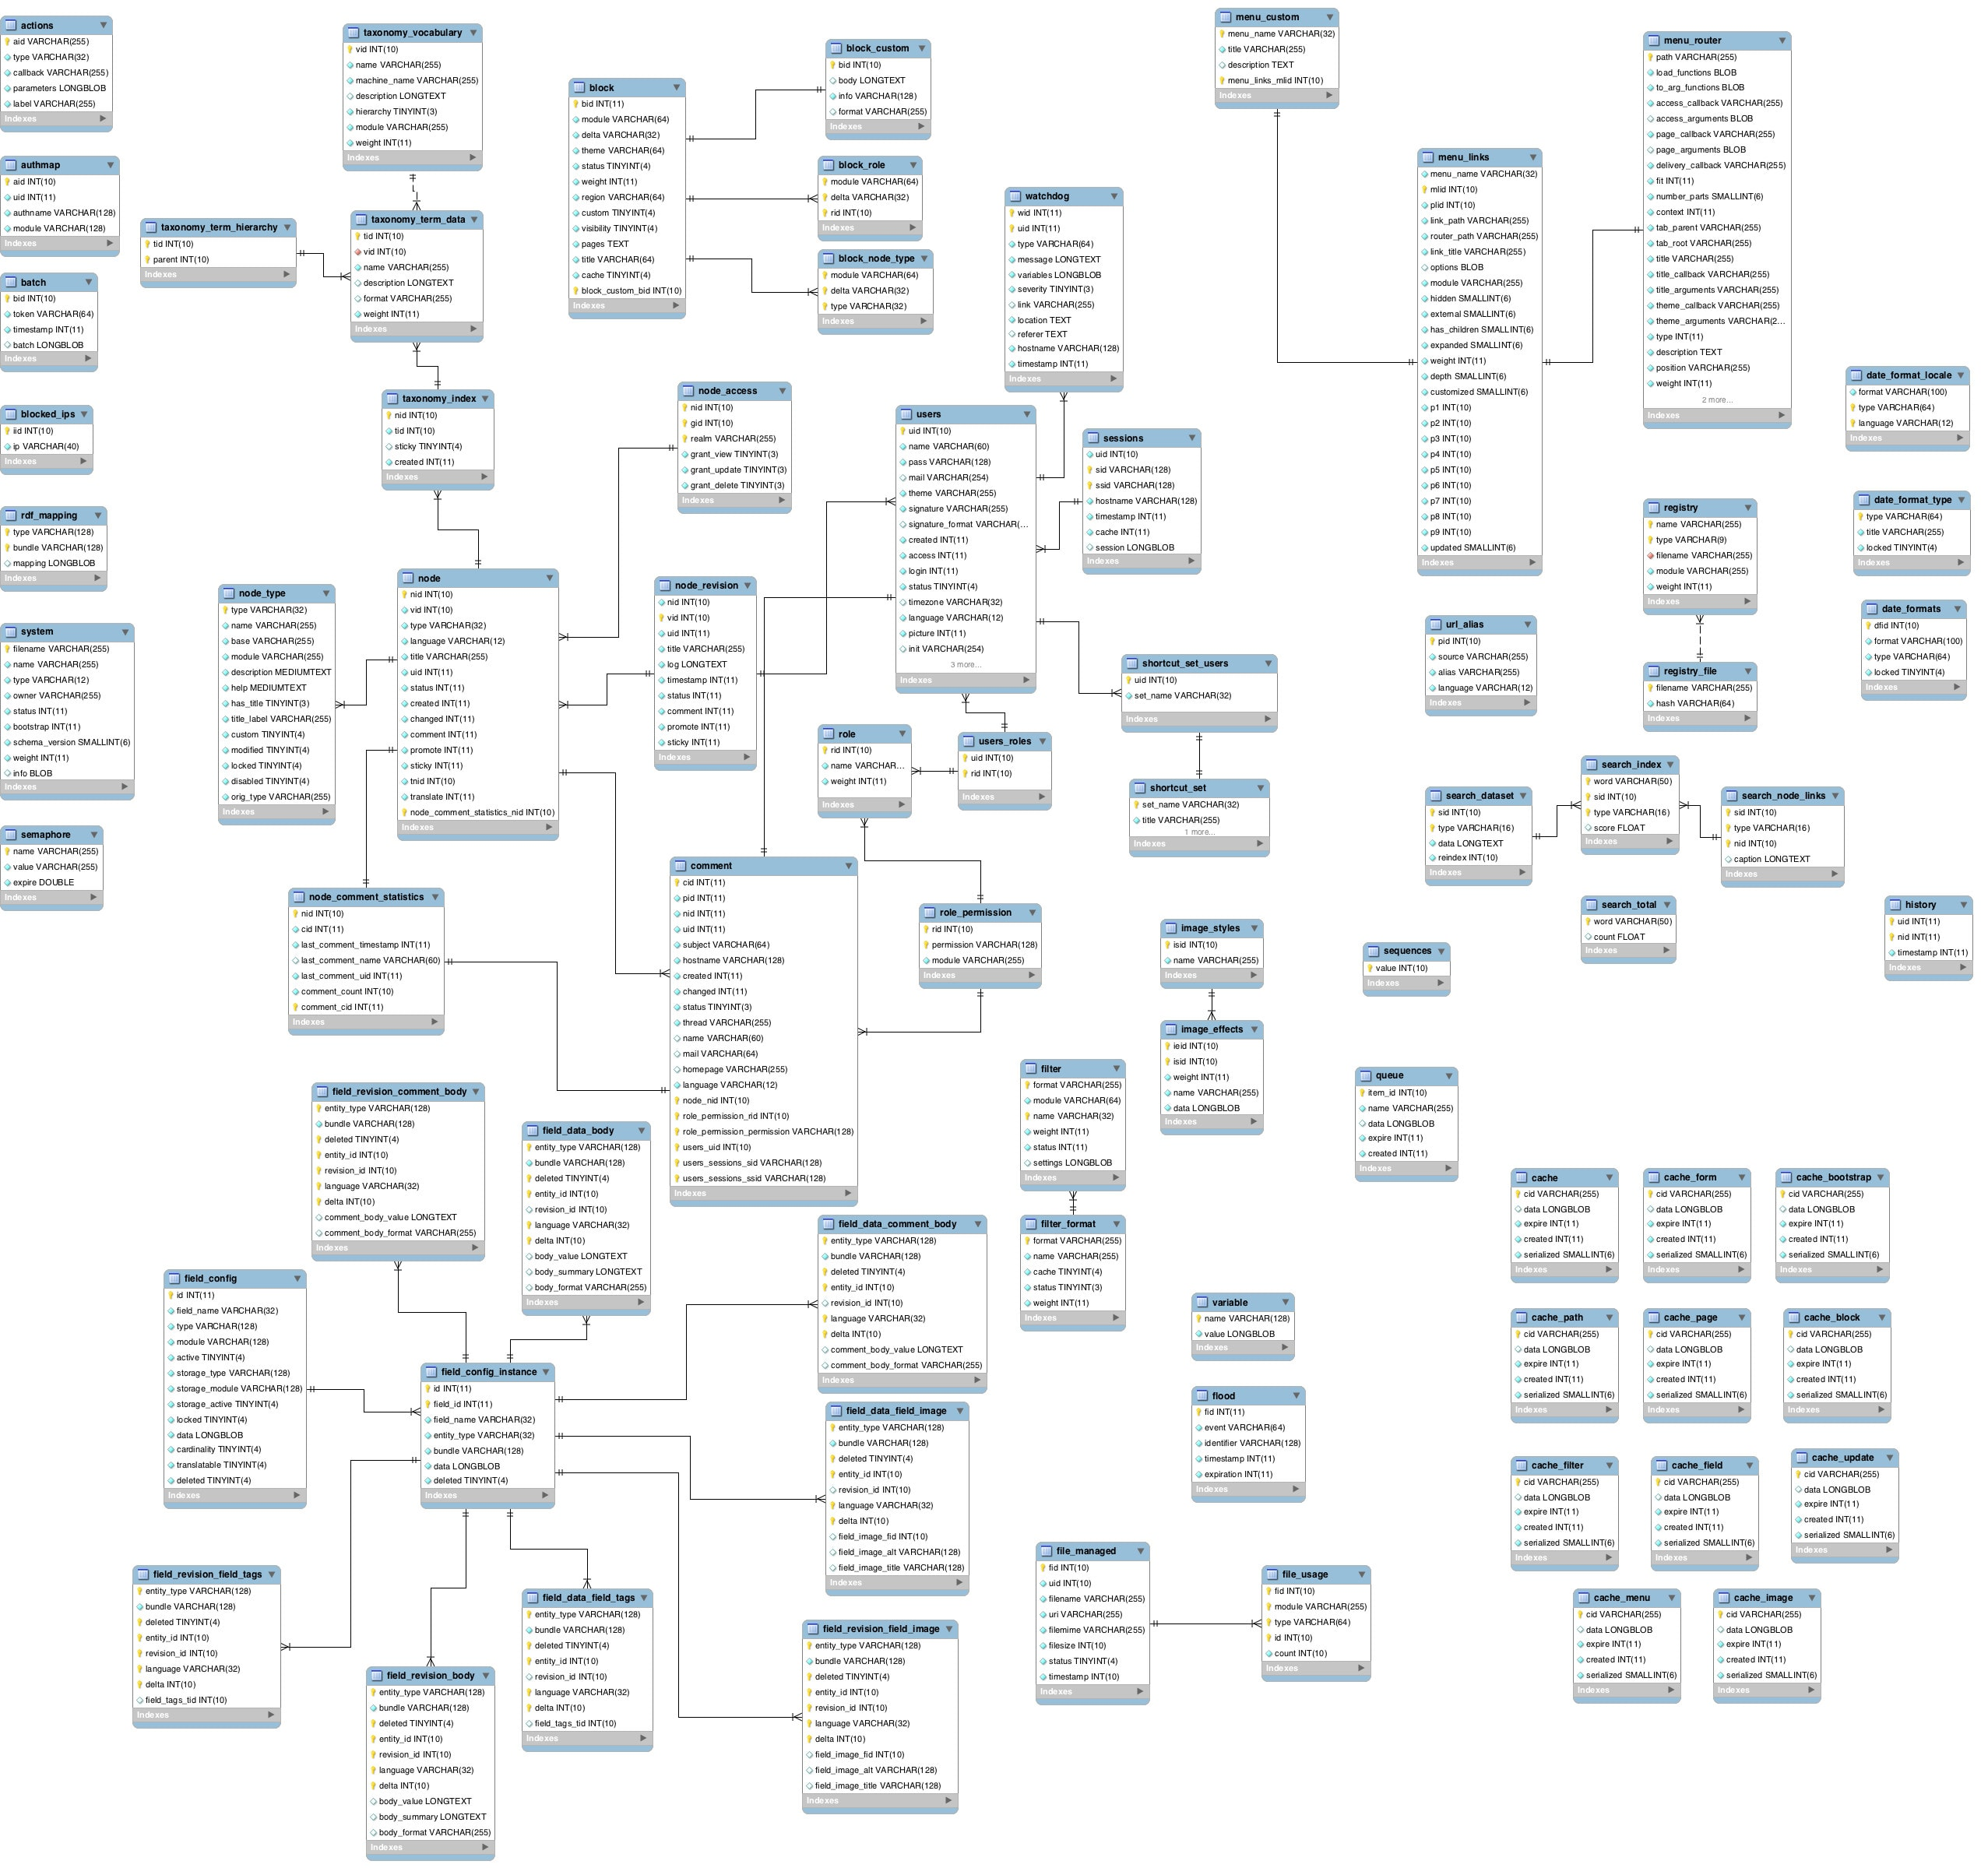 actions
aid VARCHAR(255)
type VARCHAR(32)
callback VARCHAR(255)
parameters LONGBLOB
label VARCHAR(255)
Indexes
authmap
aid INT(10)
uid INT(11)
authname VARCHAR(128)
module VARCHAR(128)
Indexes
batch
bid INT(10)
token VARCHAR(64)
timestamp INT(11)
batch LONGBLOB
Indexes
blocked_ips
iid INT(10)
ip VARCHAR(40)
Indexes
rdf_mapping
type VARCHAR(128)
bundle VARCHAR(128)
mapping LONGBLOB
Indexes
system
filename VARCHAR(255)
name VARCHAR(255)
type VARCHAR(12)
owner VARCHAR(255)
status INT(11)
bootstrap INT(11)
schema_version SMALLINT(6)
weight INT(11)
info BLOB
Indexes
semaphore
name VARCHAR(255)
value VARCHAR(255)
expire DOUBLE
Indexes
taxonomy_vocabulary
vid INT(10)
name VARCHAR(255)
machine_name VARCHAR(255)
description LONGTEXT
hierarchy TINYINT(3)
module VARCHAR(255)
weight INT(11)
Indexes
taxonomy_term_hierarchy
tid INT(10)
parent INT(10)
Indexes
taxonomy_term_data
tid INT(10)
vid INT(10)
name VARCHAR(255)
description LONGTEXT
format VARCHAR(255)
weight INT(11)
Indexes
taxonomy_index
nid INT(10)
tid INT(10)
sticky TINYINT(4)
created INT(11)
Indexes
block
bid INT(11)
module VARCHAR(64)
delta VARCHAR(32)
theme VARCHAR(64)
status TINYINT(4)
weight INT(11)
region VARCHAR(64)
custom TINYINT(4)
visibility TINYINT(4)
pages TEXT
title VARCHAR(64)
cache TINYINT(4)
block_custom_bid INT(10)
Indexes
block_custom
bid INT(10)
body LONGTEXT
info VARCHAR(128)
format VARCHAR(255)
Indexes
block_role
module VARCHAR(64)
delta VARCHAR(32)
rid INT(10)
Indexes
block_node_type
module VARCHAR(64)
delta VARCHAR(32)
type VARCHAR(32)
Indexes
watchdog
wid INT(11)
uid INT(11)
type VARCHAR(64)
message LONGTEXT
variables LONGBLOB
severity TINYINT(3)
link VARCHAR(255)
location TEXT
referer TEXT
hostname VARCHAR(128)
timestamp INT(11)
Indexes
menu_custom
menu_name VARCHAR(32)
title VARCHAR(255)
description TEXT
menu_links_mlid INT(10)
Indexes
menu_links
menu_name VARCHAR(32)
mlid INT(10)
plid INT(10)
link_path VARCHAR(255)
router_path VARCHAR(255)
link_title VARCHAR(255)
options BLOB
module VARCHAR(255)
hidden SMALLINT(6)
external SMALLINT(6)
has_children SMALLINT(6)
expanded SMALLINT(6)
weight INT(11)
depth SMALLINT(6)
customized SMALLINT(6)
p1 INT(10)
p2 INT(10)
p3 INT(10)
p4 INT(10)
p5 INT(10)
p6 INT(10)
p7 INT(10)
p8 INT(10)
p9 INT(10)
updated SMALLINT(6)
Indexes
menu_router
path VARCHAR(255)
load_functions BLOB
to_arg_functions BLOB
access_callback VARCHAR(255)
access_arguments BLOB
page_callback VARCHAR(255)
page_arguments BLOB
delivery_callback VARCHAR(255)
fit INT(11)
number_parts SMALLINT(6)
context INT(11)
tab_parent VARCHAR(255)
tab_root VARCHAR(255)
title VARCHAR(255)
title_callback VARCHAR(255)
title_arguments VARCHAR(255)
theme_callback VARCHAR(255)
theme_arguments VARCHAR(2...
type INT(11)
description TEXT
position VARCHAR(255)
weight INT(11)
2 more...
Indexes
date_format_locale
format VARCHAR(100)
type VARCHAR(64)
language VARCHAR(12)
Indexes
date_format_type
type VARCHAR(64)
title VARCHAR(255)
locked TINYINT(4)
Indexes
date_formats
dfid INT(10)
format VARCHAR(100)
type VARCHAR(64)
locked TINYINT(4)
Indexes
node_access
nid INT(10)
gid INT(10)
realm VARCHAR(255)
grant_view TINYINT(3)
grant_update TINYINT(3)
grant_delete TINYINT(3)
Indexes
users
uid INT(10)
name VARCHAR(60)
pass VARCHAR(128)
mail VARCHAR(254)
theme VARCHAR(255)
signature VARCHAR(255)
signature_format VARCHAR(...
created INT(11)
access INT(11)
login INT(11)
status TINYINT(4)
timezone VARCHAR(32)
language VARCHAR(12)
picture INT(11)
init VARCHAR(254)
3 more...
Indexes
sessions
uid INT(10)
sid VARCHAR(128)
ssid VARCHAR(128)
hostname VARCHAR(128)
timestamp INT(11)
cache INT(11)
session LONGBLOB
Indexes
registry
name VARCHAR(255)
type VARCHAR(9)
filename VARCHAR(255)
module VARCHAR(255)
weight INT(11)
Indexes
registry_file
filename VARCHAR(255)
hash VARCHAR(64)
Indexes
url_alias
pid INT(10)
source VARCHAR(255)
alias VARCHAR(255)
language VARCHAR(12)
Indexes
node_type
type VARCHAR(32)
name VARCHAR(255)
base VARCHAR(255)
module VARCHAR(255)
description MEDIUMTEXT
help MEDIUMTEXT
has_title TINYINT(3)
title_label VARCHAR(255)
custom TINYINT(4)
modified TINYINT(4)
locked TINYINT(4)
disabled TINYINT(4)
orig_type VARCHAR(255)
Indexes
node
nid INT(10)
vid INT(10)
type VARCHAR(32)
language VARCHAR(12)
title VARCHAR(255)
uid INT(11)
status INT(11)
created INT(11)
changed INT(11)
comment INT(11)
promote INT(11)
sticky INT(11)
tnid INT(10)
translate INT(11)
node_comment_statistics_nid INT(10)
Indexes
node_revision
nid INT(10)
vid INT(10)
uid INT(11)
title VARCHAR(255)
log LONGTEXT
timestamp INT(11)
status INT(11)
comment INT(11)
promote INT(11)
sticky INT(11)
Indexes
shortcut_set_users
uid INT(10)
set_name VARCHAR(32)
Indexes
shortcut_set
set_name VARCHAR(32)
title VARCHAR(255)
1 more...
Indexes
role
rid INT(10)
name VARCHAR...
weight INT(11)
Indexes
users_roles
uid INT(10)
rid INT(10)
Indexes
search_dataset
sid INT(10)
type VARCHAR(16)
data LONGTEXT
reindex INT(10)
Indexes
search_index
word VARCHAR(50)
sid INT(10)
type VARCHAR(16)
score FLOAT
Indexes
search_node_links
sid INT(10)
type VARCHAR(16)
nid INT(10)
caption LONGTEXT
Indexes
search_total
word VARCHAR(50)
count FLOAT
Indexes
history
uid INT(11)
nid INT(11)
timestamp INT(11)
Indexes
node_comment_statistics
nid INT(10)
cid INT(11)
last_comment_timestamp INT(11)
last_comment_name VARCHAR(60)
last_comment_uid INT(11)
comment_count INT(10)
comment_cid INT(11)
Indexes
comment
cid INT(11)
pid INT(11)
nid INT(11)
uid INT(11)
subject VARCHAR(64)
hostname VARCHAR(128)
created INT(11)
changed INT(11)
status TINYINT(3)
thread VARCHAR(255)
name VARCHAR(60)
mail VARCHAR(64)
homepage VARCHAR(255)
language VARCHAR(12)
node_nid INT(10)
role_permission_rid INT(10)
role_permission_permission VARCHAR(128)
users_uid INT(10)
users_sessions_sid VARCHAR(128)
users_sessions_ssid VARCHAR(128)
Indexes
role_permission
rid INT(10)
permission VARCHAR(128)
module VARCHAR(255)
Indexes
image_styles
isid INT(10)
name VARCHAR(255)
Indexes
image_effects
ieid INT(10)
isid INT(10)
weight INT(11)
name VARCHAR(255)
data LONGBLOB
Indexes
sequences
value INT(10)
Indexes
queue
item_id INT(10)
name VARCHAR(255)
data LONGBLOB
expire INT(11)
created INT(11)
Indexes
filter
format VARCHAR(255)
module VARCHAR(64)
name VARCHAR(32)
weight INT(11)
status INT(11)
settings LONGBLOB
Indexes
filter_format
format VARCHAR(255)
name VARCHAR(255)
cache TINYINT(4)
status TINYINT(3)
weight INT(11)
Indexes
field_revision_comment_body
entity_type VARCHAR(128)
bundle VARCHAR(128)
deleted TINYINT(4)
entity_id INT(10)
revision_id INT(10)
language VARCHAR(32)
delta INT(10)
comment_body_value LONGTEXT
comment_body_format VARCHAR(255)
Indexes
field_data_body
entity_type VARCHAR(128)
bundle VARCHAR(128)
deleted TINYINT(4)
entity_id INT(10)
revision_id INT(10)
language VARCHAR(32)
delta INT(10)
body_value LONGTEXT
body_summary LONGTEXT
body_format VARCHAR(255)
Indexes
field_data_comment_body
entity_type VARCHAR(128)
bundle VARCHAR(128)
deleted TINYINT(4)
entity_id INT(10)
revision_id INT(10)
language VARCHAR(32)
delta INT(10)
comment_body_value LONGTEXT
comment_body_format VARCHAR(255)
Indexes
field_config
id INT(11)
field_name VARCHAR(32)
type VARCHAR(128)
module VARCHAR(128)
active TINYINT(4)
storage_type VARCHAR(128)
storage_module VARCHAR(128)
storage_active TINYINT(4)
locked TINYINT(4)
data LONGBLOB
cardinality TINYINT(4)
translatable TINYINT(4)
deleted TINYINT(4)
Indexes
field_config_instance
id INT(11)
field_id INT(11)
field_name VARCHAR(32)
entity_type VARCHAR(32)
bundle VARCHAR(128)
data LONGBLOB
deleted TINYINT(4)
Indexes
field_data_field_image
entity_type VARCHAR(128)
bundle VARCHAR(128)
deleted TINYINT(4)
entity_id INT(10)
revision_id INT(10)
language VARCHAR(32)
delta INT(10)
field_image_fid INT(10)
field_image_alt VARCHAR(128)
field_image_title VARCHAR(128)
Indexes
field_revision_field_tags
entity_type VARCHAR(128)
bundle VARCHAR(128)
deleted TINYINT(4)
entity_id INT(10)
revision_id INT(10)
language VARCHAR(32)
delta INT(10)
field_tags_tid INT(10)
Indexes
field_revision_body
entity_type VARCHAR(128)
bundle VARCHAR(128)
deleted TINYINT(4)
entity_id INT(10)
revision_id INT(10)
language VARCHAR(32)
delta INT(10)
body_value LONGTEXT
body_summary LONGTEXT
body_format VARCHAR(255)
Indexes
field_data_field_tags
entity_type VARCHAR(128)
bundle VARCHAR(128)
deleted TINYINT(4)
entity_id INT(10)
revision_id INT(10)
language VARCHAR(32)
delta INT(10)
field_tags_tid INT(10)
Indexes
field_revision_field_image
entity_type VARCHAR(128)
bundle VARCHAR(128)
deleted TINYINT(4)
entity_id INT(10)
revision_id INT(10)
language VARCHAR(32)
delta INT(10)
field_image_fid INT(10)
field_image_alt VARCHAR(128)
field_image_title VARCHAR(128)
Indexes
variable
name VARCHAR(128)
value LONGBLOB
Indexes
flood
fid INT(11)
event VARCHAR(64)
identifier VARCHAR(128)
timestamp INT(11)
expiration INT(11)
Indexes
file_managed
fid INT(10)
uid INT(10)
filename VARCHAR(255)
uri VARCHAR(255)
filemime VARCHAR(255)
filesize INT(10)
status TINYINT(4)
timestamp INT(10)
Indexes
file_usage
fid INT(10)
module VARCHAR(255)
type VARCHAR(64)
id INT(10)
count INT(10)
Indexes
cache
cid VARCHAR(255)
data LONGBLOB
expire INT(11)
created INT(11)
serialized SMALLINT(6)
Indexes
cache_form
cid VARCHAR(255)
data LONGBLOB
expire INT(11)
created INT(11)
serialized SMALLINT(6)
Indexes
cache_bootstrap
cid VARCHAR(255)
data LONGBLOB
expire INT(11)
created INT(11)
serialized SMALLINT(6)
Indexes
cache_path
cid VARCHAR(255)
data LONGBLOB
expire INT(11)
created INT(11)
serialized SMALLINT(6)
Indexes
cache_page
cid VARCHAR(255)
data LONGBLOB
expire INT(11)
created INT(11)
serialized SMALLINT(6)
Indexes
cache_block
cid VARCHAR(255)
data LONGBLOB
expire INT(11)
created INT(11)
serialized SMALLINT(6)
Indexes
cache_filter
cid VARCHAR(255)
data LONGBLOB
expire INT(11)
created INT(11)
serialized SMALLINT(6)
Indexes
cache_field
cid VARCHAR(255)
data LONGBLOB
expire INT(11)
created INT(11)
serialized SMALLINT(6)
Indexes
cache_update
cid VARCHAR(255)
data LONGBLOB
expire INT(11)
created INT(11)
serialized SMALLINT(6)
Indexes
cache_menu
cid VARCHAR(255)
data LONGBLOB
expire INT(11)
created INT(11)
serialized SMALLINT(6)
Indexes
cache_image
cid VARCHAR(255)
data LONGBLOB
expire INT(11)
created INT(11)
serialized SMALLINT(6)
Indexes